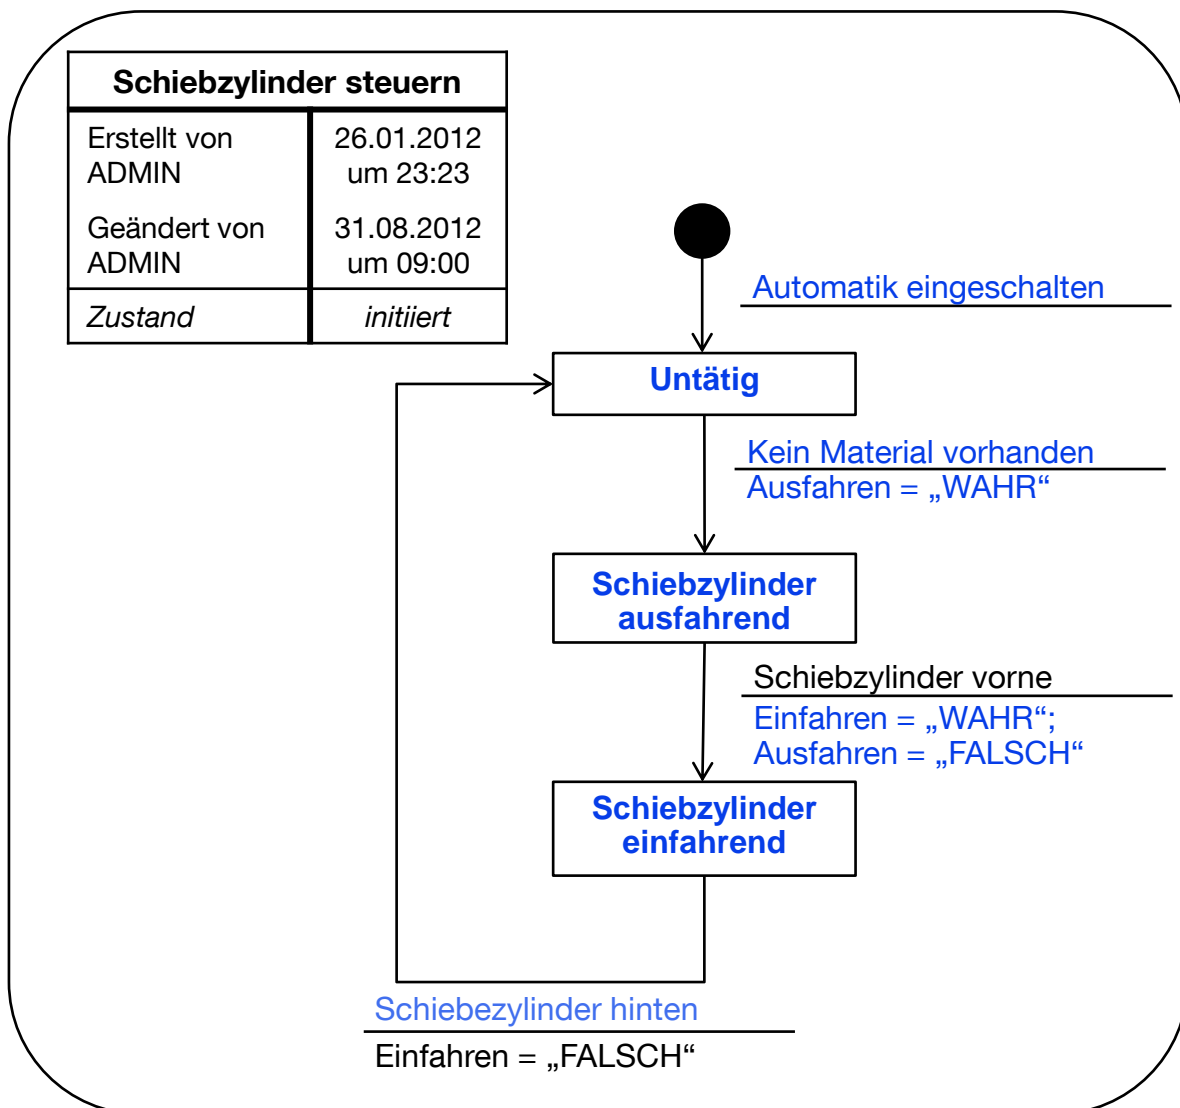 Schiebzylinder steuern
Erstellt von
ADMIN
26.01.2012
um 23:23
Geändert von
ADMIN
31.08.2012
um 09:00
Zustand
initiiert
Automatik eingeschalten
Untätig
Kein Material vorhanden
Ausfahren = „WAHR“
Schiebzylinder
ausfahrend
Schiebzylinder vorne
Einfahren = „WAHR“;
Ausfahren = „FALSCH“
Schiebzylinder
einfahrend
Schiebezylinder hinten
Einfahren = „FALSCH“